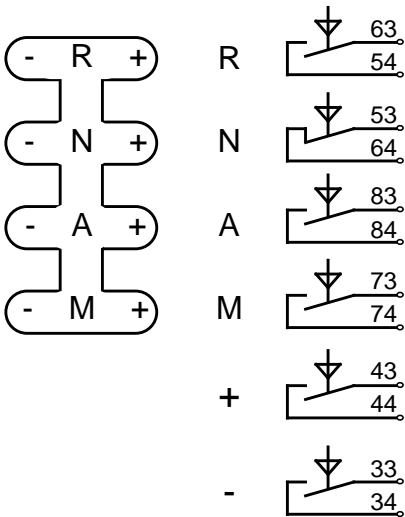 - R + R 63
54
- N + N 53
64
- A + A 83
84
- M + M 73
74
+ 43
44
- 33
34